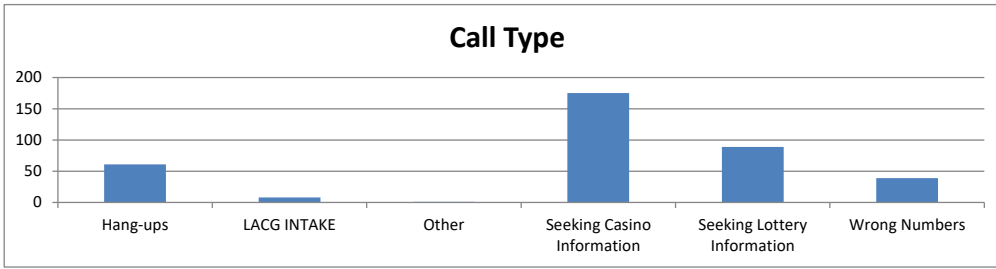 Call Type
200
150
100
50
0
Hang-ups
LACG INTAKE
Other
Seeking Casino
Information
Seeking Lottery
Information
Wrong Numbers